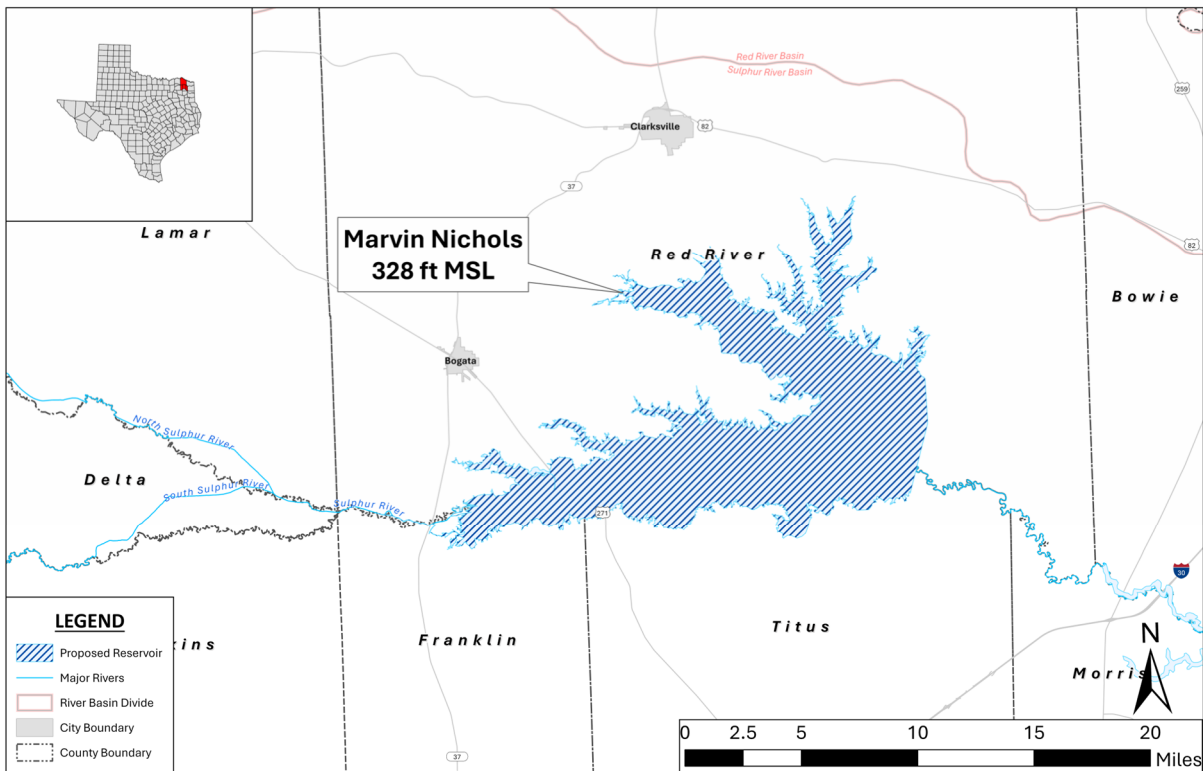 Red River Basin
Sulphur River Basin
259
Clarksville
82
37
Lamar
Marvin Nichols
328 ft MSL
Red River
82
Bowie
Bogata
North Sulphur River
Delta
South Sulphur River
Sulphur River
271
30
LEGEND
Proposed Reservoir
Major Rivers
River Basin Divide
City Boundary
County Boundary
kins
Franklin
Titus
Morris
N
37
0 2.5 5 10 15 20
Miles